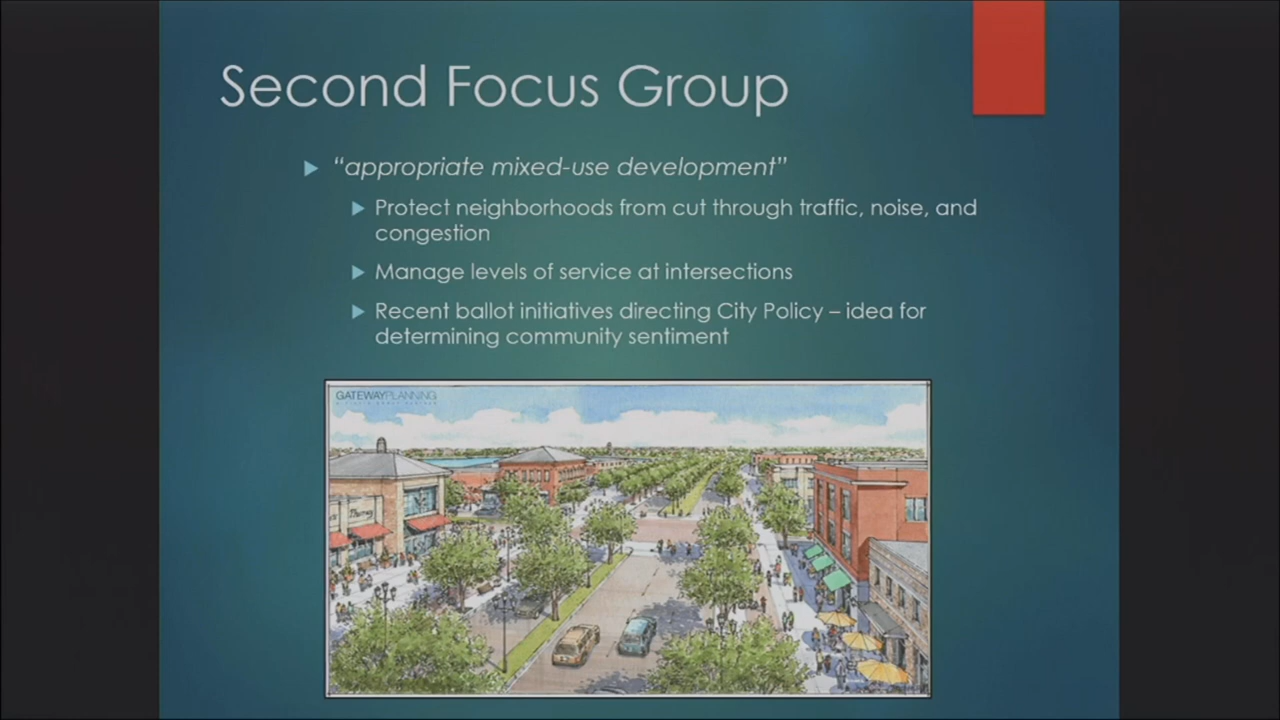 Second Focus Group
“appropriate mixed-use development”
Protect neighborhoods from cut through traffic, noise, and
congestion
Manage levels of service at intersections
Recent ballot initiatives directing City Policy – idea for
determining community sentiment
GATEWAYPLANNING